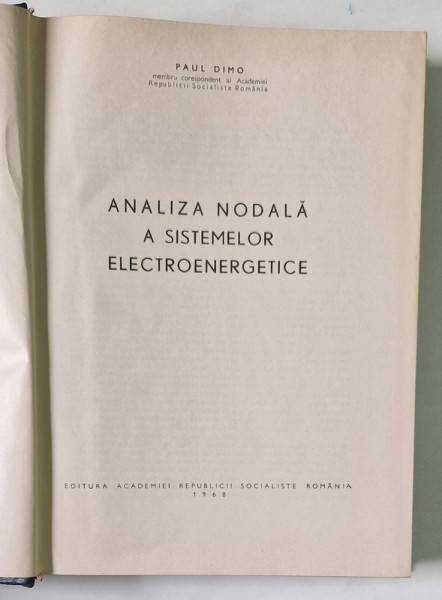 PAUL DIMO
membru corespondent al Academiei
Republicii Socialiste România
ANALIZA NODALĂ
A SISTEMELOR
ELECTROENERGETICE
EDITURA ACADEMIEI REPUBLICII SOCIALISTE ROMÂNIA
1968